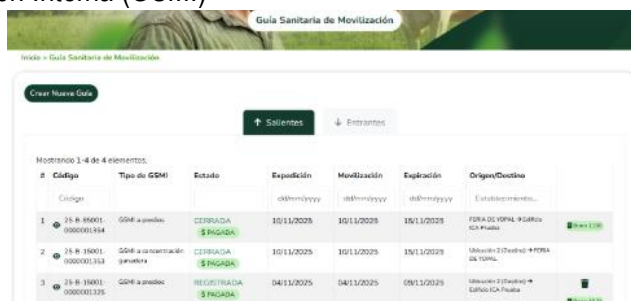 ón Interna (GSMI)
Guía Sanitaria de Movilización
Inicio » Guía Sanitaria de Movilización
Crear Nueva Guía
↑ Salientes ↓ Entrantes
Mostrando 1-4 de 4 elementos.
# Código Tipo de GSMI Estado Expedición Movilización Expiración Origen/Destino
Código dd/mm/yyyy dd/mm/yyyy dd/mm/yyyy Establecimiento...
1 25-B-85001- GSMI a predios CERRADA 10/11/2025 10/11/2025 15/11/2025 FERIA DE YOPAL → Edificio
0000001354 $ PAGADA ICA Prueba
2 25-B-15001- GSMI a concentración CERRADA 10/11/2025 10/11/2025 15/11/2025 Ubicación 2 (Destino) → FERIA
0000001353 ganadera $ PAGADA DE YOPAL
3 25-B-15001- GSMI a predios REGISTRADA 04/11/2025 04/11/2025 09/11/2025 Ubicación 2 (Destino) →
0000001325 $ PAGADA Edificio ICA Prueba